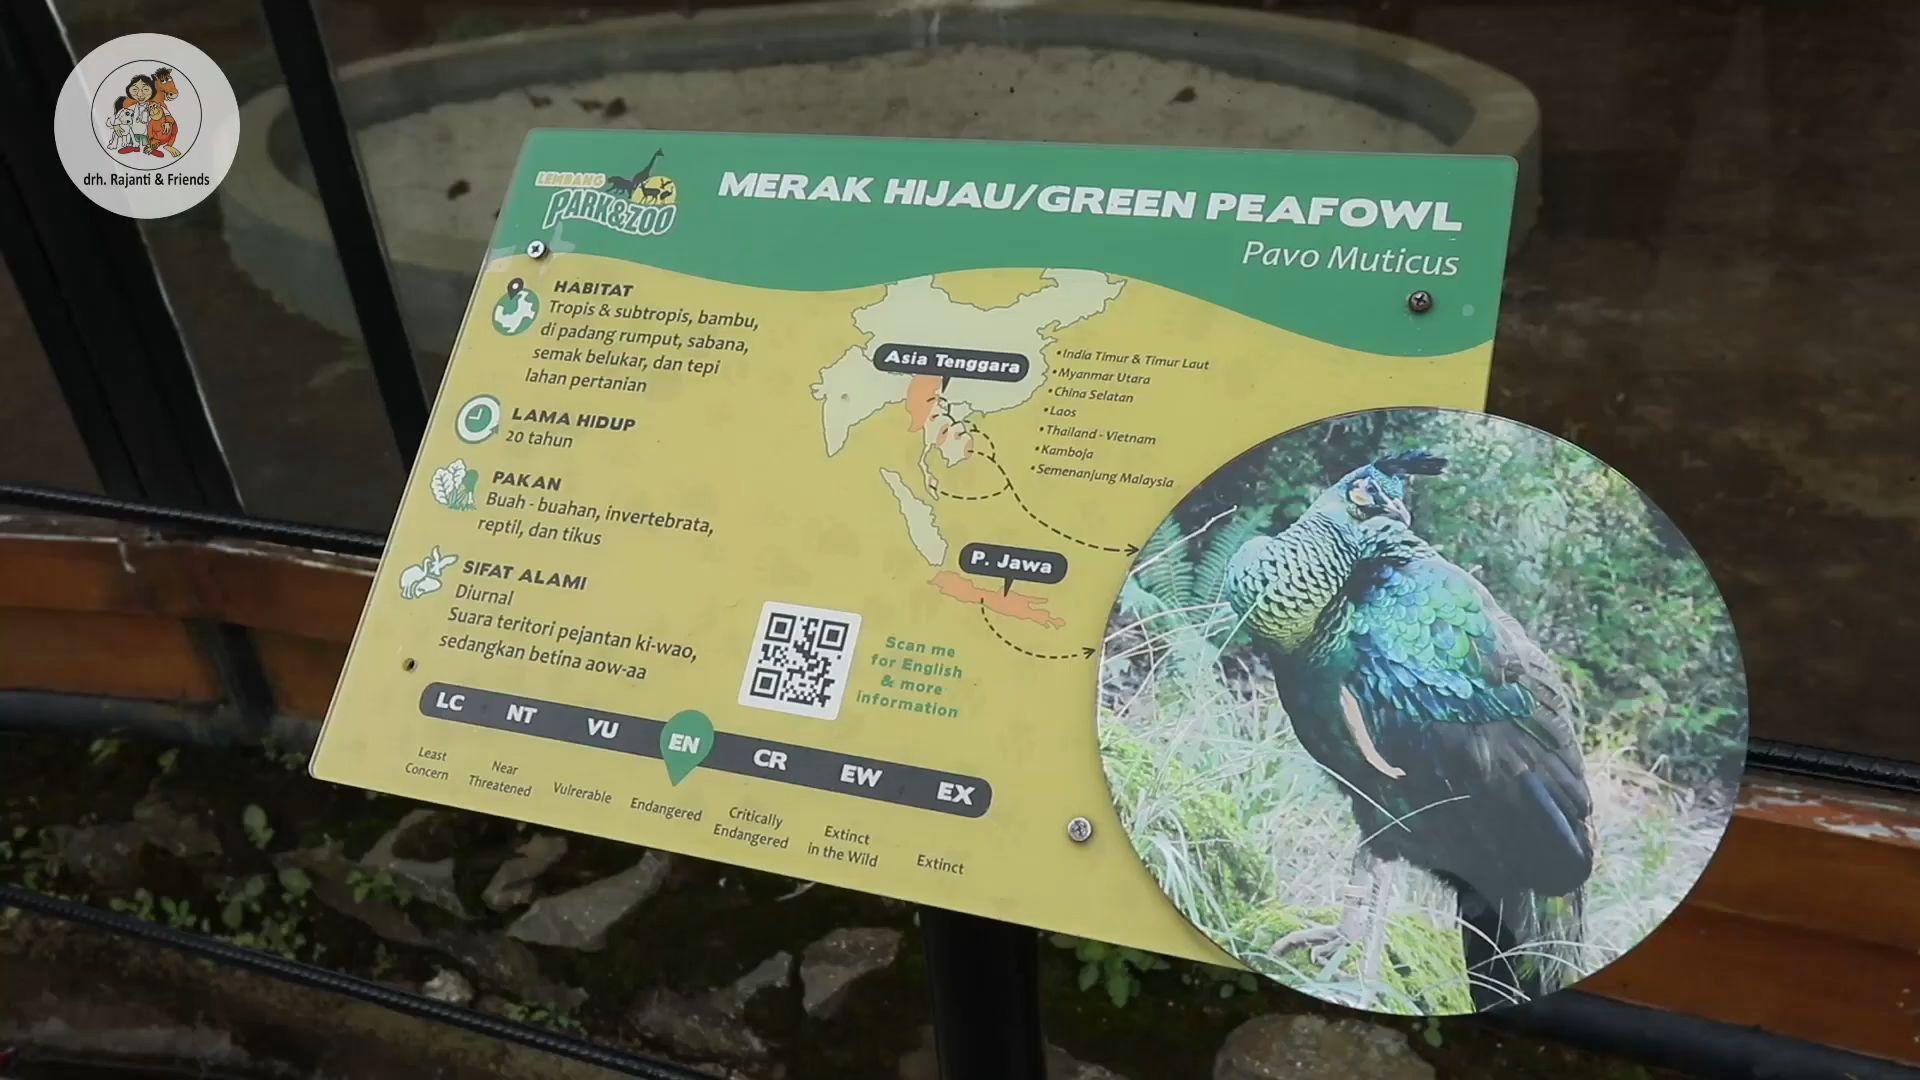 drh. Rajanti & Friends
LEMBANG
PARK&ZOO
MERAK HIJAU/GREEN PEAFOWL
Pavo Muticus
HABITAT
Tropis & subtropis, bambu,
di padang rumput, sabana,
semak belukar, dan tepi
lahan pertanian
LAMA HIDUP
20 tahun
PAKAN
Buah - buahan, invertebrata,
reptil, dan tikus
SIFAT ALAMI
Diurnal
Suara teritori pejantan ki-wao,
sedangkan betina aow-aa
Asia Tenggara
•India Timur & Timur Laut
•Myanmar Utara
•China Selatan
•Laos
•Thailand - Vietnam
•Kamboja
•Semenanjung Malaysia
P. Jawa
Scan me
for English
& more
information
LC NT VU EN CR EW EX
Least
Concern
Near
Threatened
Vulrerable
Endangered
Critically
Endangered
Extinct
in the Wild
Extinct